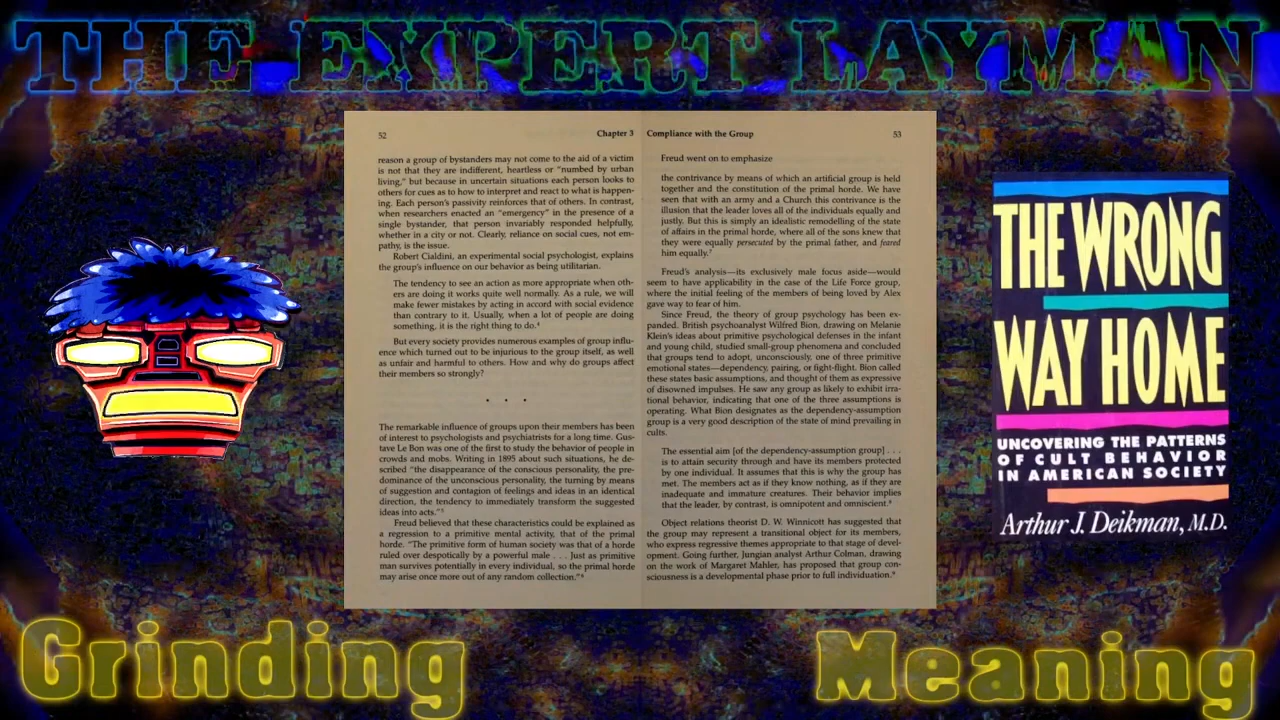 THE EXPERT LAYMAN
52
Chapter 3
reason a group of bystanders may not come to the aid of a victim
is not that they are indifferent, heartless or "numbed by urban
living," but because in uncertain situations each person looks to
others for cues as to how to interpret and react to what is happen-
ing. Each person's passivity reinforces that of others. In contrast,
when researchers enacted an "emergency" in the presence of a
single bystander, that person invariably responded helpfully,
whether in a city or not. Clearly, reliance on social cues, not em-
pathy, is the issue.
Robert Cialdini, an experimental social psychologist, explains
the group's influence on our behavior as being utilitarian.
The tendency to see an action as more appropriate when oth-
ers are doing it works quite well normally. As a rule, we will
make fewer mistakes by acting in accord with social evidence
than contrary to it. Usually, when a lot of people are doing
something, it is the right thing to do.4
But every society provides numerous examples of group influ-
ence which turned out to be injurious to the group itself, as well
as unfair and harmful to others. How and why do groups affect
their members so strongly?
• • •
The remarkable influence of groups upon their members has been
of interest to psychologists and psychiatrists for a long time. Gus-
tave Le Bon was one of the first to study the behavior of people in
crowds and mobs. Writing in 1895 about such situations, he de-
scribed "the disappearance of the conscious personality, the pre-
dominance of the unconscious personality, the turning by means
of suggestion and contagion of feelings and ideas in an identical
direction, the tendency to immediately transform the suggested
ideas into acts."5
Freud believed that these characteristics could be explained as
a regression to a primitive mental activity, that of the primal
horde. "The primitive form of human society was that of a horde
ruled over despotically by a powerful male . . . Just as primitive
man survives potentially in every individual, so the primal horde
may arise once more out of any random collection."6
Compliance with the Group
53
Freud went on to emphasize
the contrivance by means of which an artificial group is held
together and the constitution of the primal horde. We have
seen that with an army and a Church this contrivance is the
illusion that the leader loves all of the individuals equally and
justly. But this is simply an idealistic remodelling of the state
of affairs in the primal horde, where all of the sons knew that
they were equally persecuted by the primal father, and feared
him equally.7
Freud's analysis—its exclusively male focus aside—would
seem to have applicability in the case of the Life Force group,
where the initial feeling of the members of being loved by Alex
gave way to fear of him.
Since Freud, the theory of group psychology has been ex-
panded. British psychoanalyst Wilfred Bion, drawing on Melanie
Klein's ideas about primitive psychological defenses in the infant
and young child, studied small-group phenomena and concluded
that groups tend to adopt, unconsciously, one of three primitive
emotional states—dependency, pairing, or fight-flight. Bion called
these states basic assumptions, and thought of them as expressive
of disowned impulses. He saw any group as likely to exhibit irra-
tional behavior, indicating that one of the three assumptions is
operating. What Bion designates as the dependency-assumption
group is a very good description of the state of mind prevailing in
cults.
The essential aim [of the dependency-assumption group] . . .
is to attain security through and have its members protected
by one individual. It assumes that this is why the group has
met. The members act as if they know nothing, as if they are
inadequate and immature creatures. Their behavior implies
that the leader, by contrast, is omnipotent and omniscient.8
Object relations theorist D. W. Winnicott has suggested that
the group may represent a transitional object for its members,
who express regressive themes appropriate to that stage of devel-
opment. Going further, Jungian analyst Arthur Colman, drawing
on the work of Margaret Mahler, has proposed that group con-
sciousness is a developmental phase prior to full individuation.9
THE WRONG
WAY HOME
UNCOVERING THE PATTERNS
OF CULT BEHAVIOR
IN AMERICAN SOCIETY
Arthur J. Deikman, M.D.
Grinding
Meaning